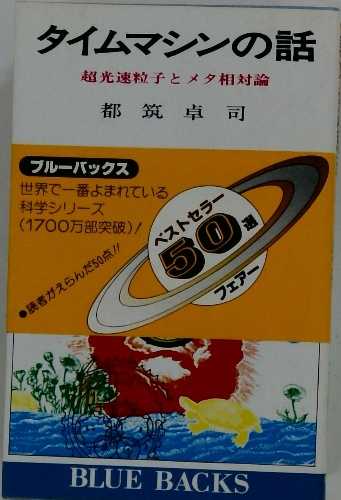 タイムマシンの話
超光速粒子とメタ相対論
都筑卓司
ブルーバックス
世界で一番よまれている
科学シリーズ
(1700万部突破)!
●読者がえらんだ50点!!
ベストセラー
50選
フェアー
BLUE BACKS